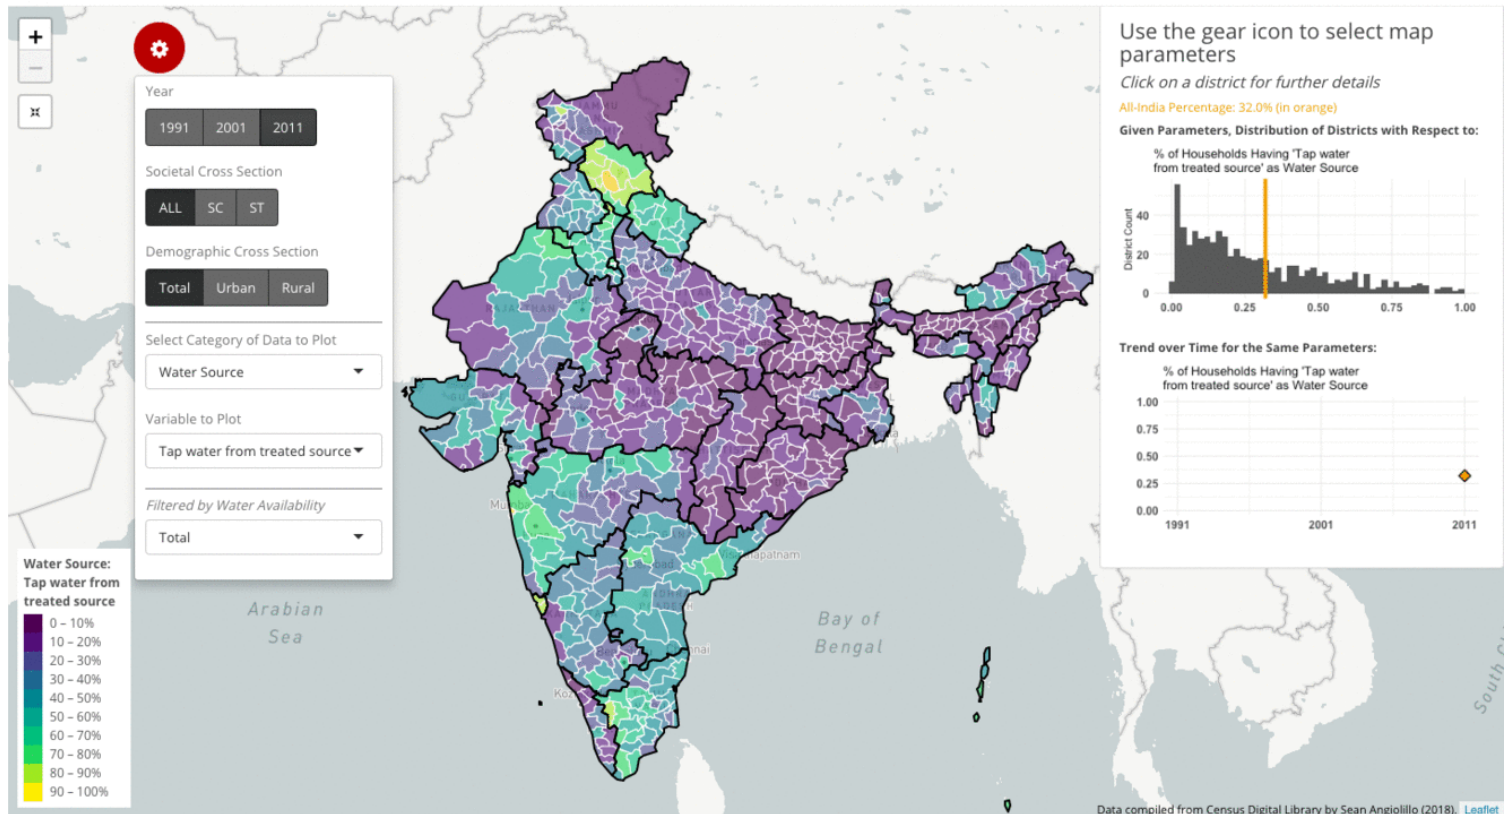 +
−
Year
1991 2001 2011
Societal Cross Section
ALL SC ST
Demographic Cross Section
Total Urban Rural
Select Category of Data to Plot
Water Source
Variable to Plot
Tap water from treated source
Filtered by Water Availability
Total
Water Source:
Tap water from
treated source
0 – 10%
10 – 20%
20 – 30%
30 – 40%
40 – 50%
50 – 60%
60 – 70%
70 – 80%
80 – 90%
90 – 100%
Arabian
Sea
Bay of
Bengal
Use the gear icon to select map
parameters
Click on a district for further details
All-India Percentage: 32.0% (in orange)
Given Parameters, Distribution of Districts with Respect to:
% of Households Having 'Tap water
from treated source' as Water Source
District Count
40
20
0
0.00 0.25 0.50 0.75 1.00
Trend over Time for the Same Parameters:
% of Households Having 'Tap water
from treated source' as Water Source
1.00
0.75
0.50
0.25
0.00
1991 2001 2011
South
Data compiled from Census Digital Library by Sean Angiolillo (2018). Leaflet